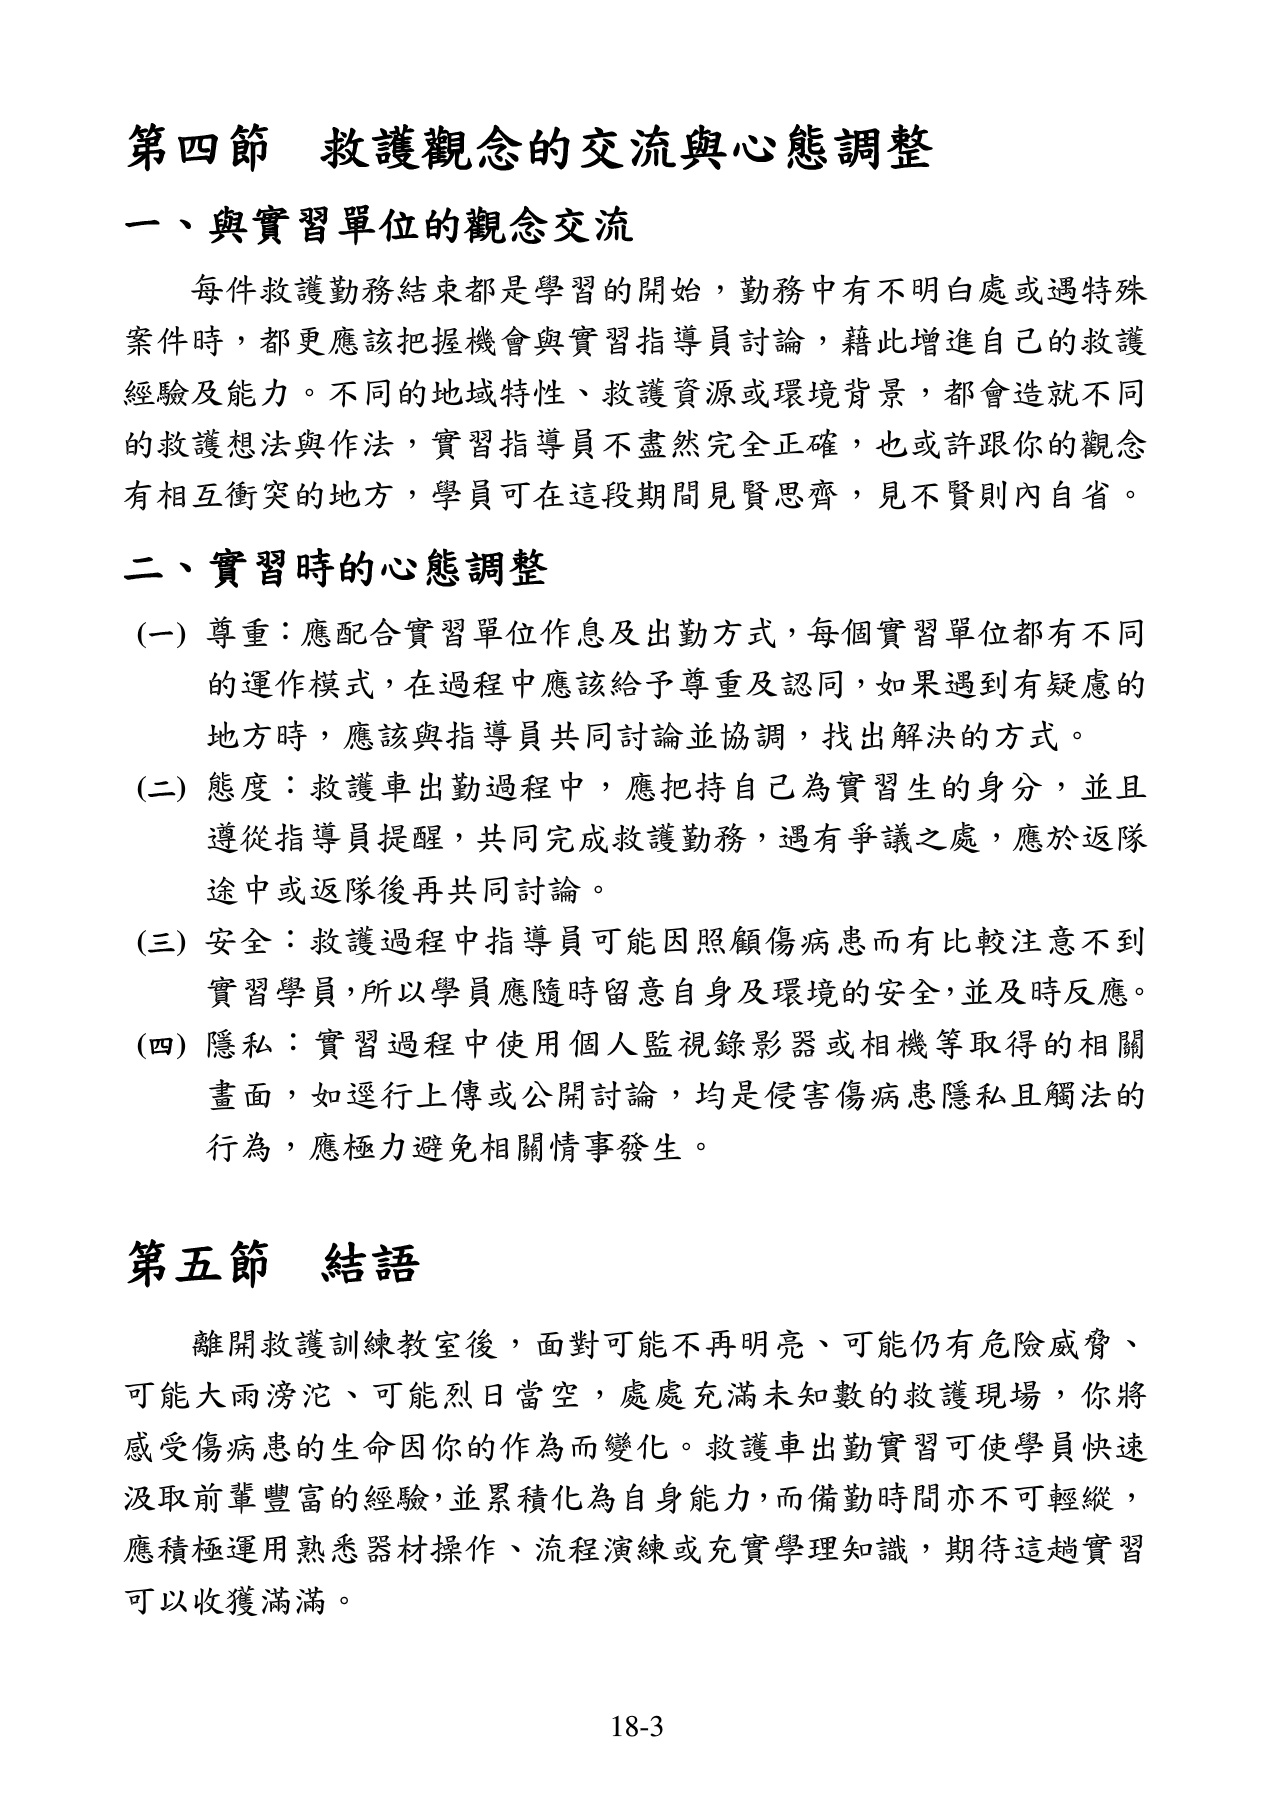 第四節　救護觀念的交流與心態調整
一、與實習單位的觀念交流
每件救護勤務結束都是學習的開始，勤務中有不明白處或遇特殊
案件時，都更應該把握機會與實習指導員討論，藉此增進自己的救護
經驗及能力。不同的地域特性、救護資源或環境背景，都會造就不同
的救護想法與作法，實習指導員不盡然完全正確，也或許跟你的觀念
有相互衝突的地方，學員可在這段期間見賢思齊，見不賢則內自省。
二、實習時的心態調整
(一) 尊重：應配合實習單位作息及出勤方式，每個實習單位都有不同
的運作模式，在過程中應該給予尊重及認同，如果遇到有疑慮的
地方時，應該與指導員共同討論並協調，找出解決的方式。
(二) 態度：救護車出勤過程中，應把持自己為實習生的身分，並且
遵從指導員提醒，共同完成救護勤務，遇有爭議之處，應於返隊
途中或返隊後再共同討論。
(三) 安全：救護過程中指導員可能因照顧傷病患而有比較注意不到
實習學員，所以學員應隨時留意自身及環境的安全，並及時反應。
(四) 隱私：實習過程中使用個人監視錄影器或相機等取得的相關
畫面，如逕行上傳或公開討論，均是侵害傷病患隱私且觸法的
行為，應極力避免相關情事發生。
第五節　結語
離開救護訓練教室後，面對可能不再明亮、可能仍有危險威脅、
可能大雨滂沱、可能烈日當空，處處充滿未知數的救護現場，你將
感受傷病患的生命因你的作為而變化。救護車出勤實習可使學員快速
汲取前輩豐富的經驗，並累積化為自身能力，而備勤時間亦不可輕縱，
應積極運用熟悉器材操作、流程演練或充實學理知識，期待這趟實習
可以收獲滿滿。
18-3